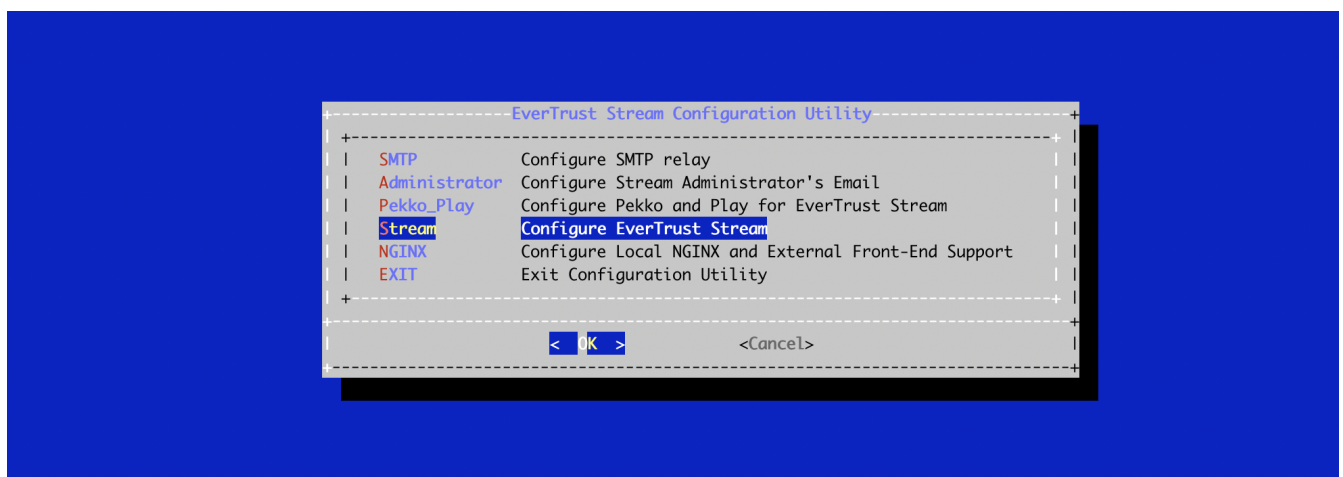 EverTrust Stream Configuration Utility
SMTP Configure SMTP relay
Administrator Configure Stream Administrator's Email
Pekko_Play Configure Pekko and Play for EverTrust Stream
Stream Configure EverTrust Stream
NGINX Configure Local NGINX and External Front-End Support
EXIT Exit Configuration Utility
< OK > <Cancel>